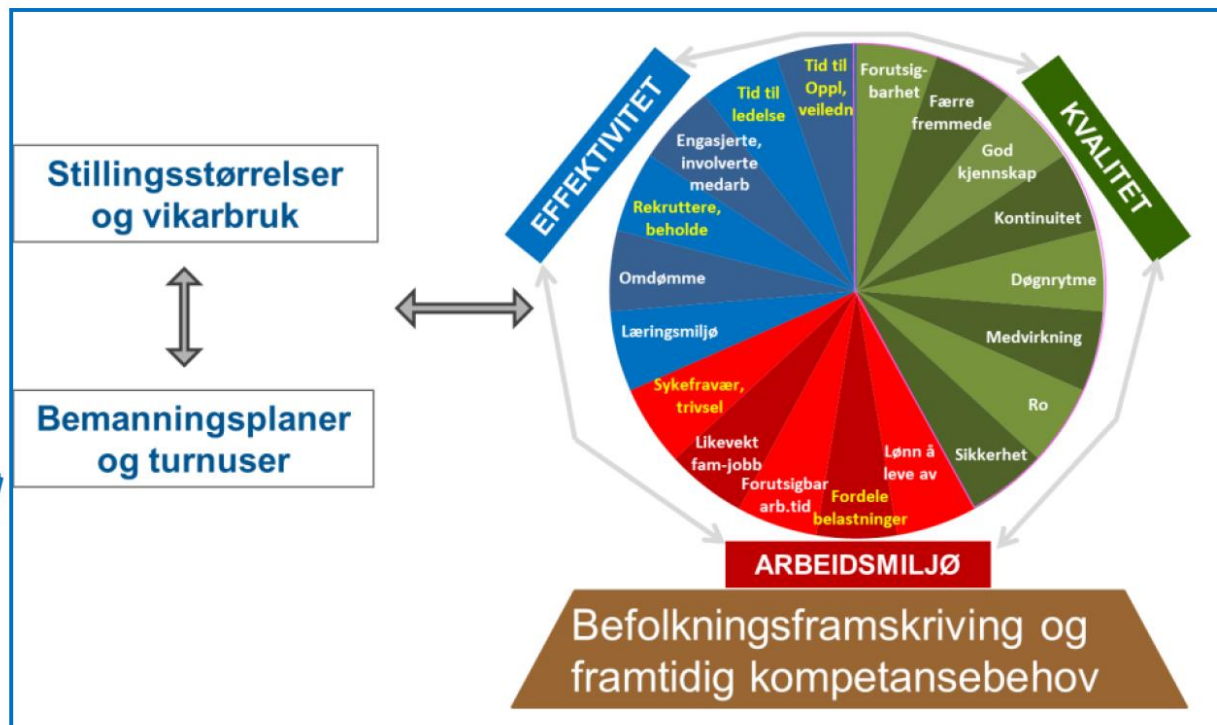 Stillingsstørrelser
og vikarbruk
Bemanningsplaner
og turnuser
EFFEKTIVITET
KVALITET
ARBEIDSMILJØ
Tid til
Oppl,
veiledn
Tid til
ledelse
Engasjerte,
involverte
medarb
Rekruttere,
beholde
Omdømme
Læringsmiljø
Forutsig-
barhet
Færre
fremmede
God
kjennskap
Kontinuitet
Døgnrytme
Medvirkning
Ro
Sikkerhet
Sykefravær,
trivsel
Likevekt
fam-jobb
Forutsigbar
arb.tid
Fordele
belastninger
Lønn å
leve av
Befolkningsframskriving og
framtidig kompetansebehov